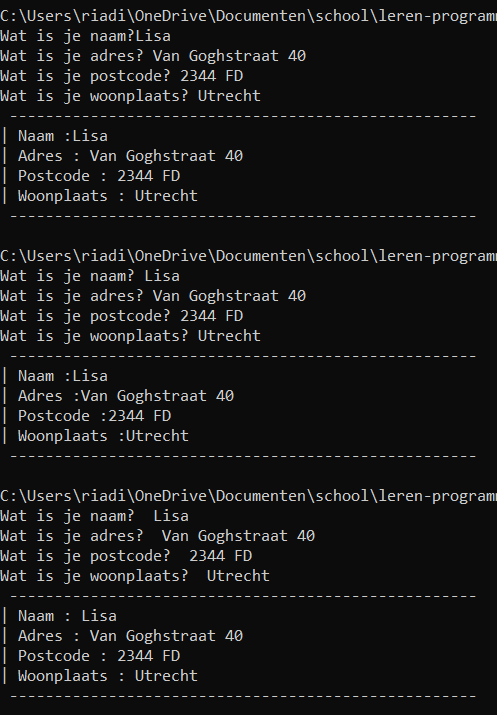 C:\Users\riadi\OneDrive\Documenten\school\leren-program
Wat is je naam?Lisa
Wat is je adres? Van Goghstraat 40
Wat is je postcode? 2344 FD
Wat is je woonplaats? Utrecht
 ----------------------------------------------------
| Naam :Lisa
| Adres : Van Goghstraat 40
| Postcode : 2344 FD
| Woonplaats : Utrecht
 ----------------------------------------------------
C:\Users\riadi\OneDrive\Documenten\school\leren-program
Wat is je naam? Lisa
Wat is je adres? Van Goghstraat 40
Wat is je postcode? 2344 FD
Wat is je woonplaats? Utrecht
 ----------------------------------------------------
| Naam :Lisa
| Adres :Van Goghstraat 40
| Postcode :2344 FD
| Woonplaats :Utrecht
 ----------------------------------------------------
C:\Users\riadi\OneDrive\Documenten\school\leren-program
Wat is je naam?  Lisa
Wat is je adres?  Van Goghstraat 40
Wat is je postcode?  2344 FD
Wat is je woonplaats?  Utrecht
 ----------------------------------------------------
| Naam : Lisa
| Adres : Van Goghstraat 40
| Postcode : 2344 FD
| Woonplaats : Utrecht
 ----------------------------------------------------